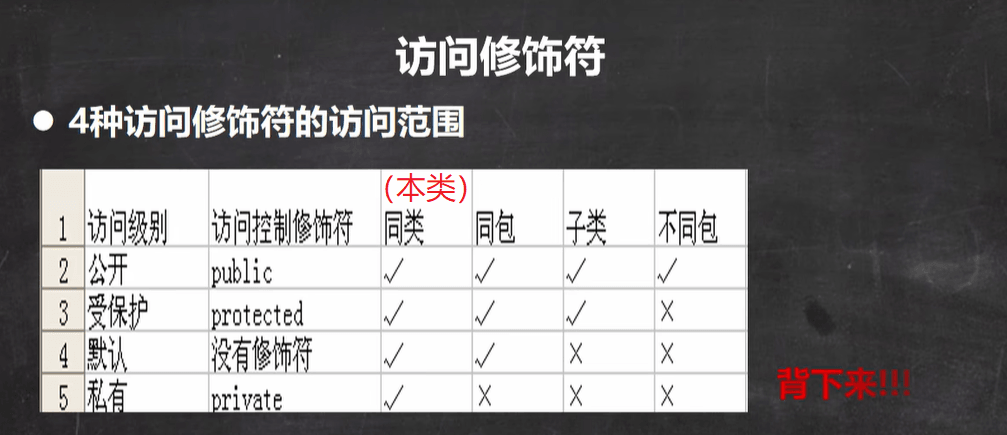 访问修饰符
● 4种访问修饰符的访问范围
(本类)
1 访问级别 访问控制修饰符 同类 同包 子类 不同包
2 公开 public √ √ √ √
3 受保护 protected √ √ √ ×
4 默认 没有修饰符 √ √ × ×
5 私有 private √ × × ×
背下来!!!